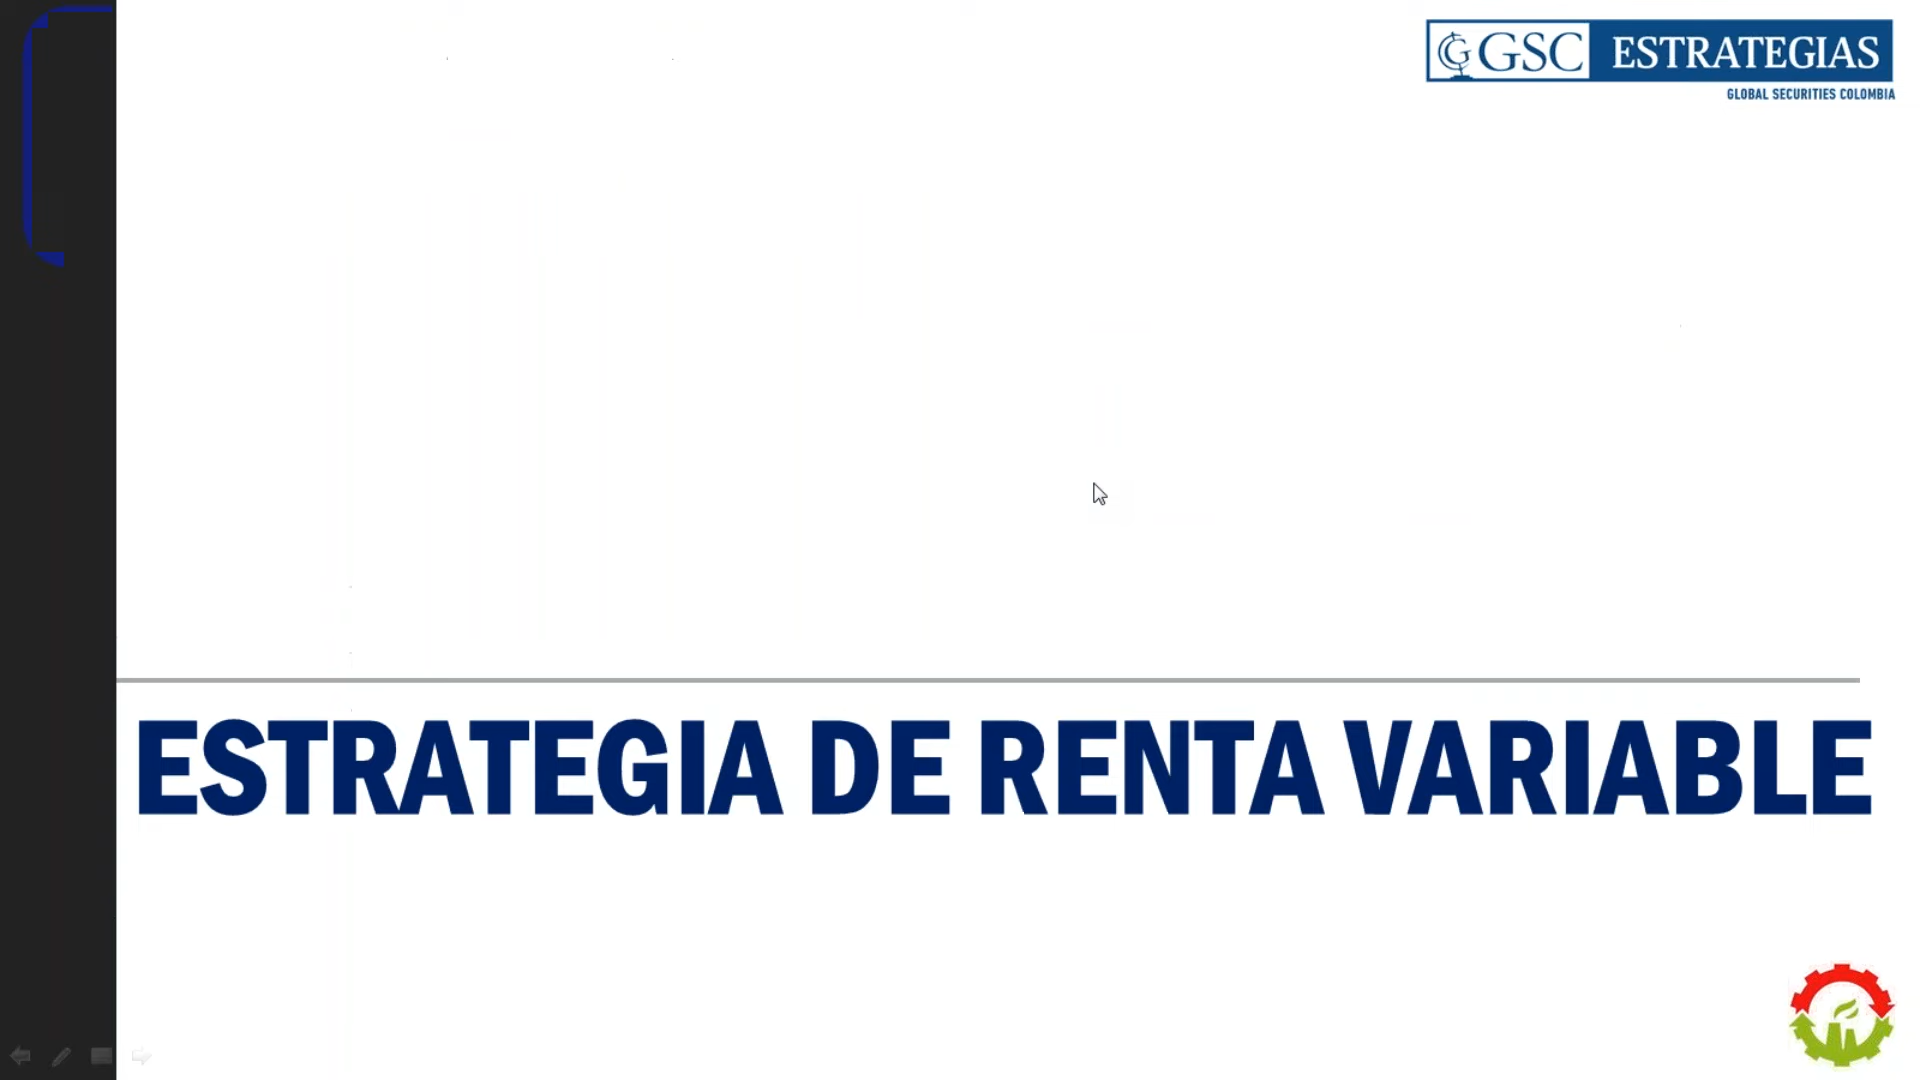 GSC ESTRATEGIAS
GLOBAL SECURITIES COLOMBIA
ESTRATEGIA DE RENTA VARIABLE